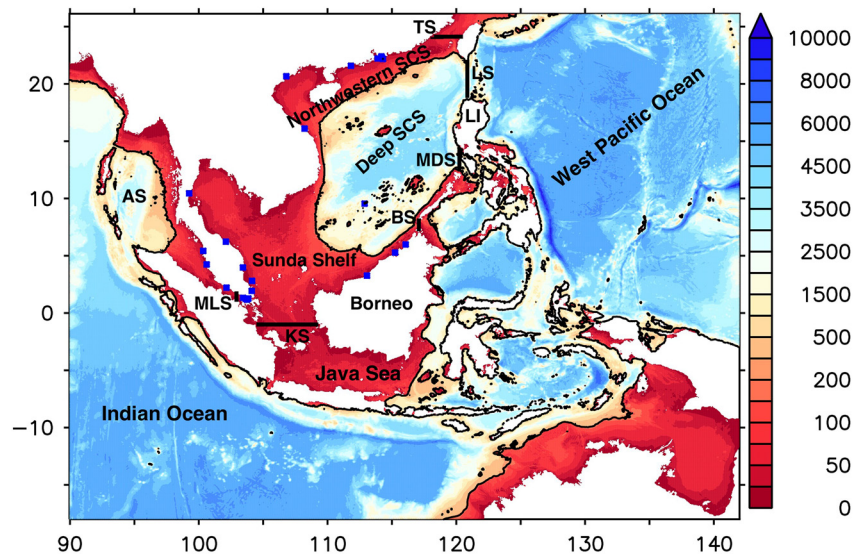 TS
10000
LS
8000
20
Northwestern SCS
LI
6000
Deep SCS
West Pacific Ocean
MDS
4500
10
AS
3500
BS
Sunda Shelf
2500
MLS
Borneo
1500
0
KS
500
Java Sea
200
Indian Ocean
100
−10
50
0
90
100
110
120
130
140